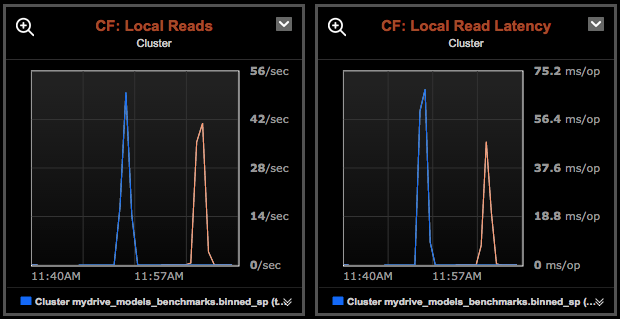 CF: Local Reads
Cluster
56/sec
42/sec
28/sec
14/sec
0/sec
11:40AM 11:57AM
Cluster mydrive_models_benchmarks.binned_sp (t...
CF: Local Read Latency
Cluster
75.2 ms/op
56.4 ms/op
37.6 ms/op
18.8 ms/op
0 ms/op
11:40AM 11:57AM
Cluster mydrive_models_benchmarks.binned_sp (...